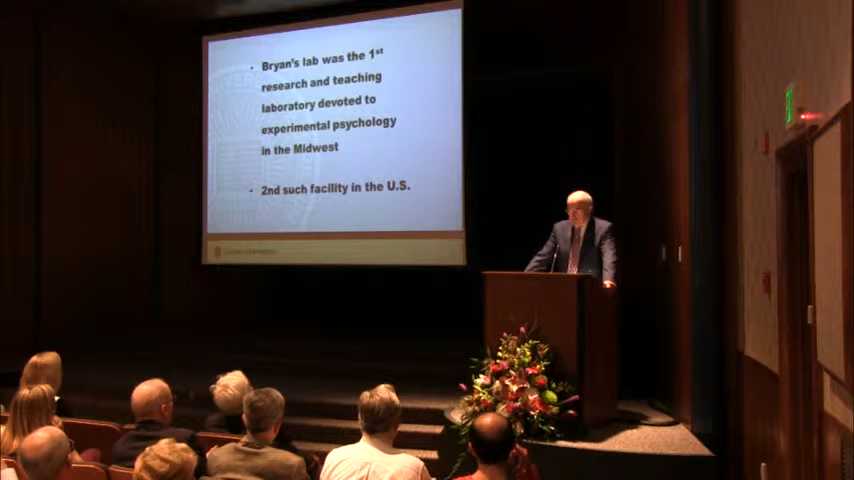 • Bryan's lab was the 1st
research and teaching
laboratory devoted to
experimental psychology
in the Midwest
• 2nd such facility in the U.S.